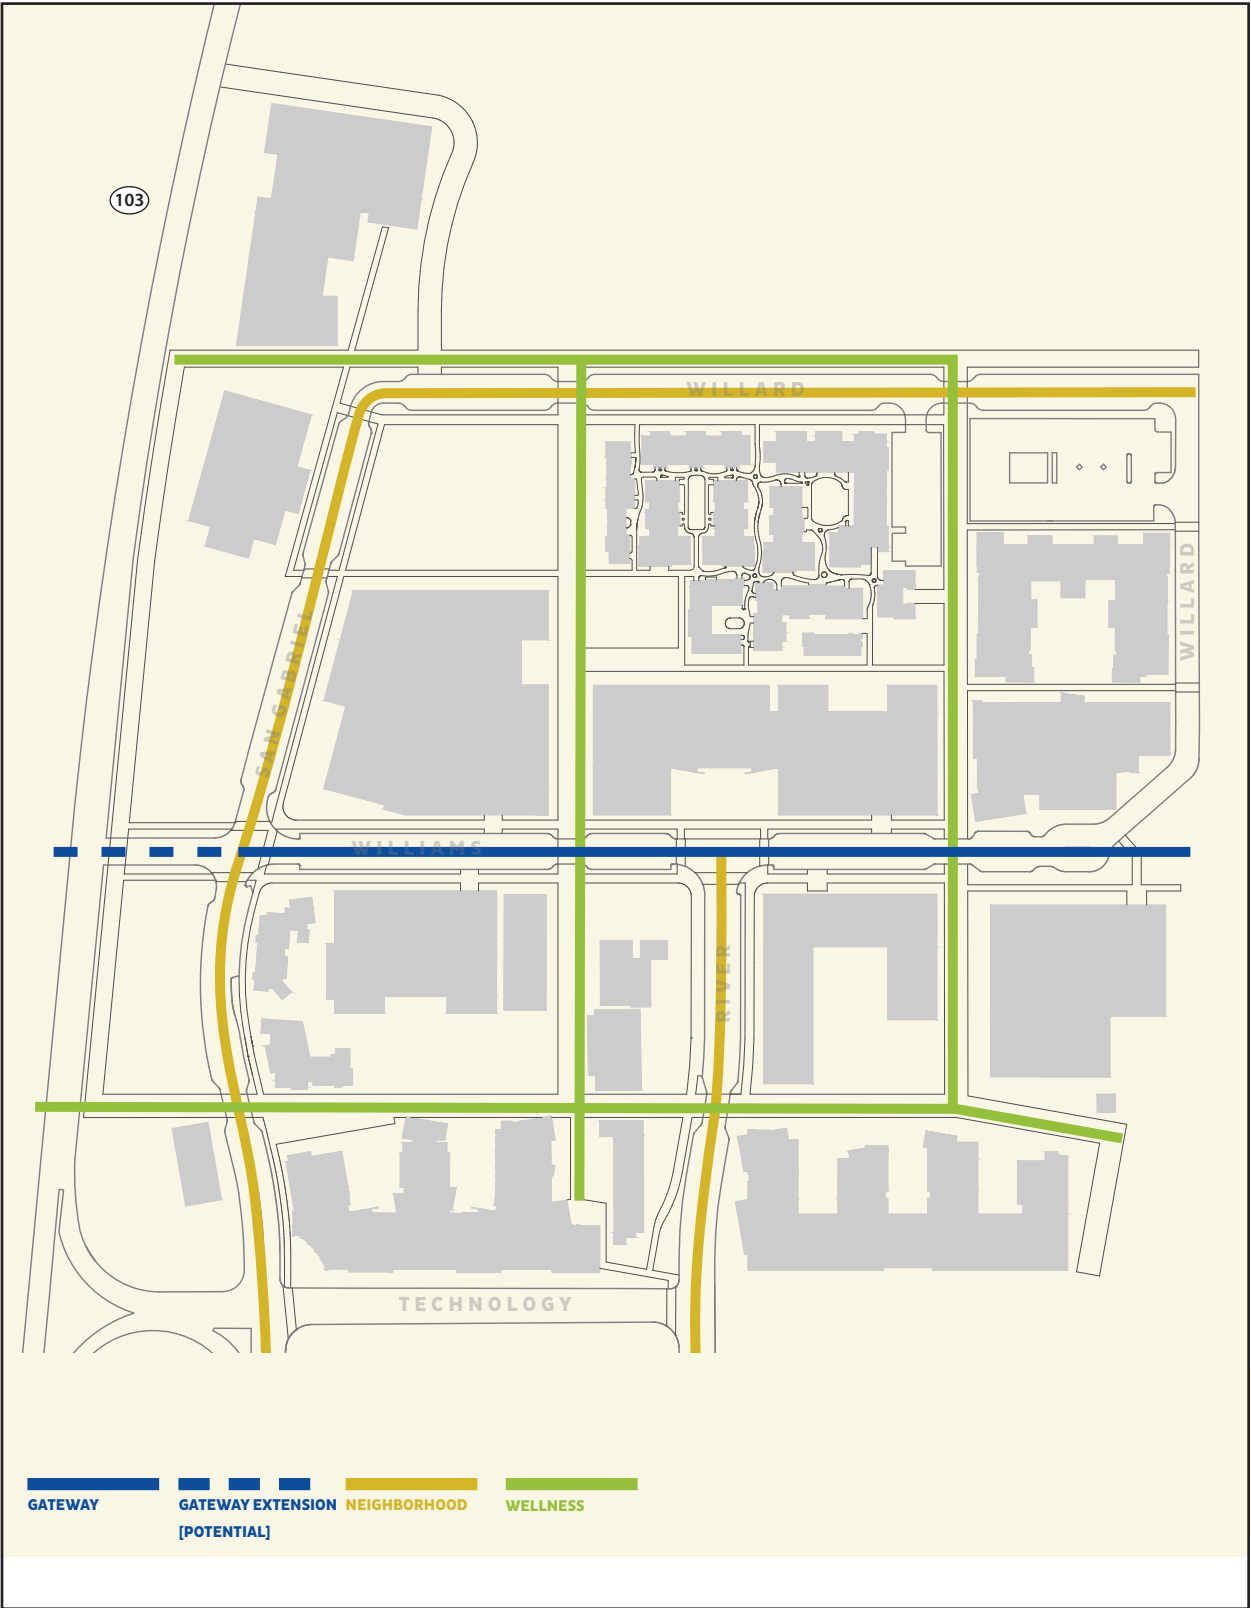 103
WILLARD
WILLARD
SAN GABRIEL
WILLIAMS
RIVER
TECHNOLOGY
GATEWAY
GATEWAY EXTENSION
[POTENTIAL]
NEIGHBORHOOD
WELLNESS